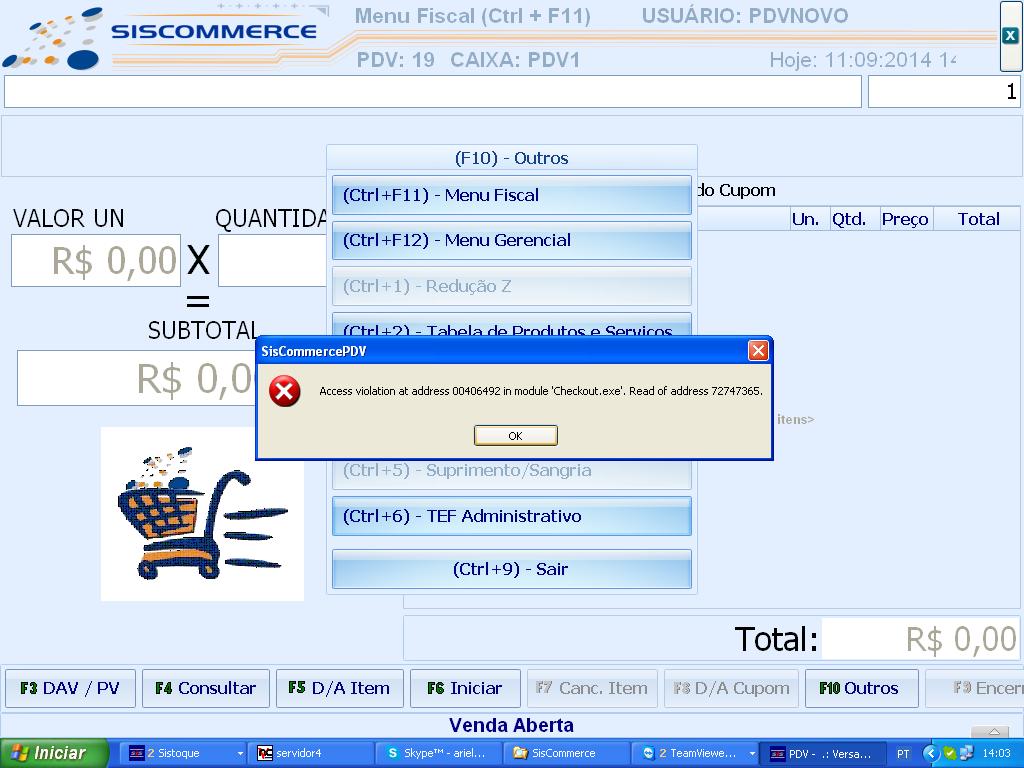 SISCOMMERCE
Menu Fiscal (Ctrl + F11) USUÁRIO: PDVNOVO
PDV: 19 CAIXA: PDV1 Hoje: 11:09:2014
X
1
(F10) - Outros
(Ctrl+F11) - Menu Fiscal
do Cupom
VALOR UN QUANTIDA
Un. Qtd. Preço Total
(Ctrl+F12) - Menu Gerencial
R$ 0,00 X
(Ctrl+1) - Redução Z
=
SUBTOTAL
(Ctrl+2) - Tabela de Produtos e Serviços
SisCommercePDV
R$ 0,0
Access violation at address 00406492 in module 'Checkout.exe'. Read of address 72747365.
itens>
OK
(Ctrl+5) - Suprimento/Sangria
(Ctrl+6) - TEF Administrativo
(Ctrl+9) - Sair
Total: R$ 0,00
F3 DAV / PV F4 Consultar F5 D/A Item F6 Iniciar F7 Canc. Item F8 D/A Cupom F10 Outros F9 Encerr
Venda Aberta
Iniciar 2 Sistoque servidor4 Skype™ - ariel... SisCommerce 2 TeamViewe... PDV - .: Versa... PT 14:03